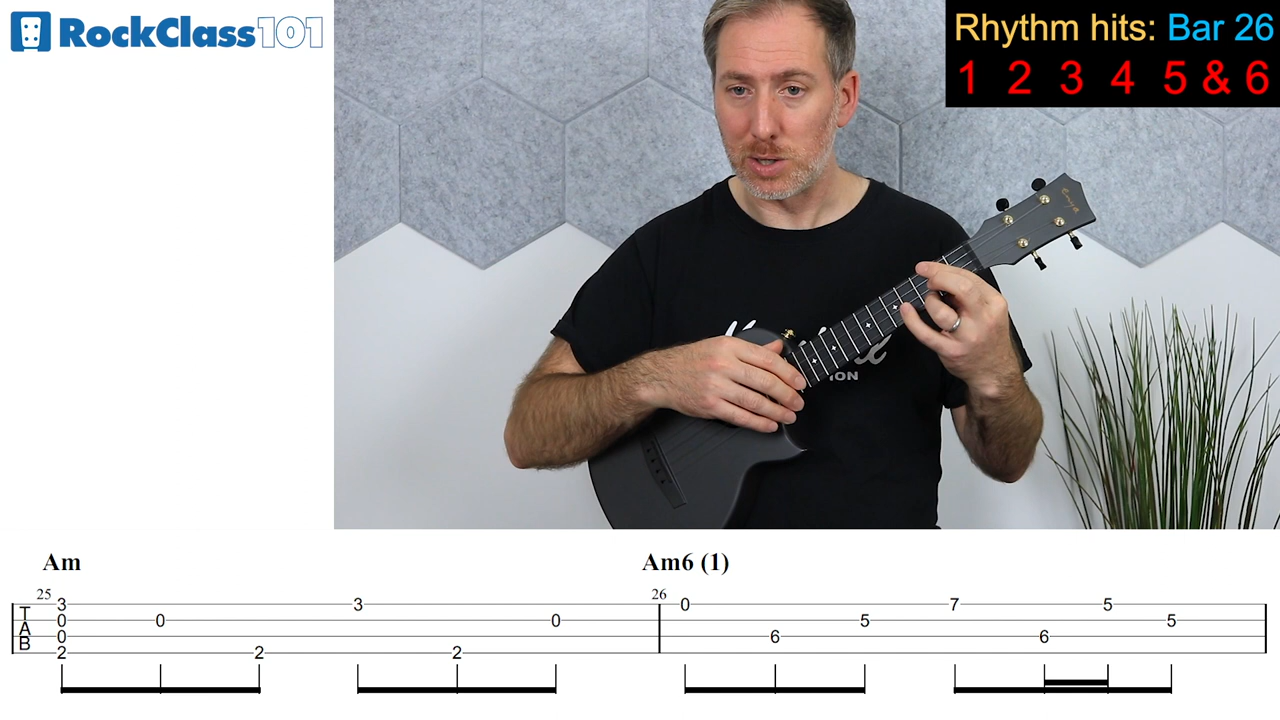 RockClass101
Rhythm hits: Bar 26
1 2 3 4 5 & 6
Am
Am6 (1)
25
26
T
A
B
3 3 0 7 5
0 0 0 5 5
0 6 6
2 2 2